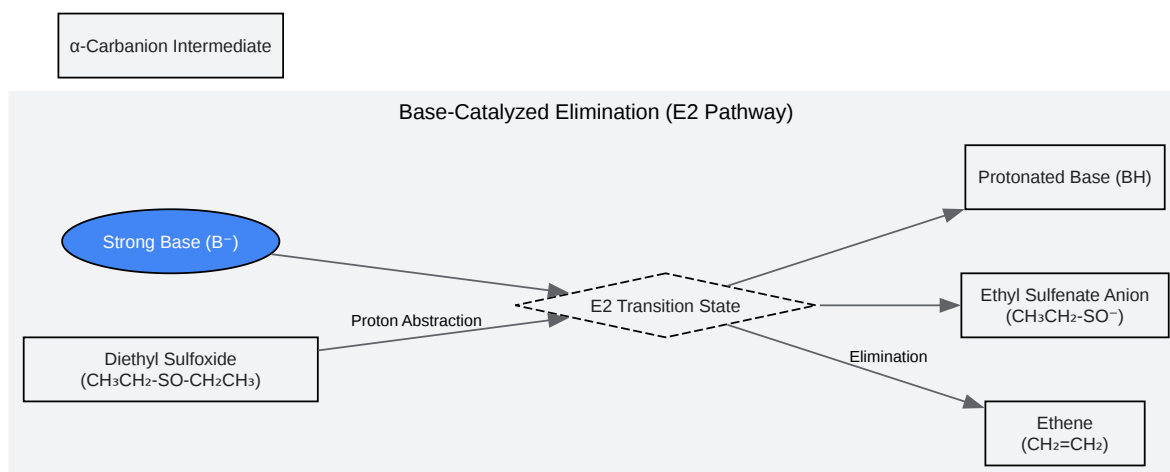 α-Carbanion Intermediate
Base-Catalyzed Elimination (E2 Pathway)
Protonated Base (BH)
Strong Base (B⁻)
E2 Transition State
Ethyl Sulfenate Anion
(CH₃CH₂-SO⁻)
Proton Abstraction
Diethyl Sulfoxide
(CH₃CH₂-SO-CH₂CH₃)
Elimination
Ethene
(CH₂=CH₂)